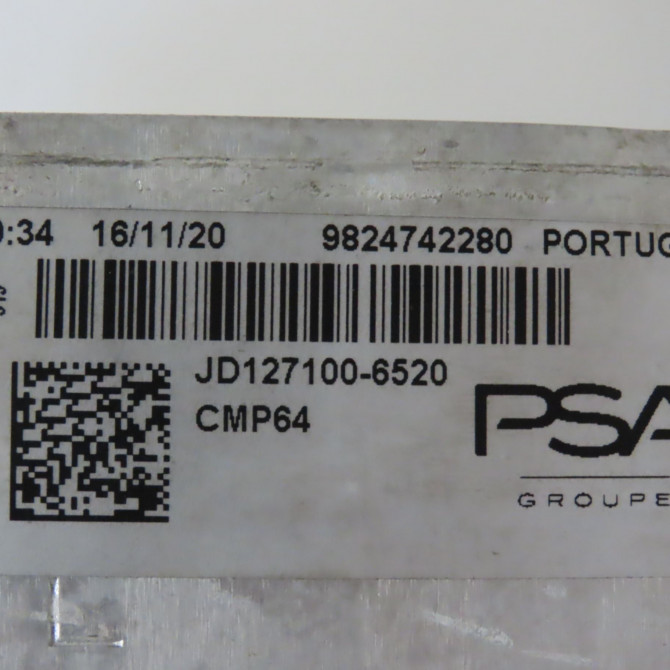 :34 16/11/20 9824742280 PORTUG
JD127100-6520
CMP64
PSA
GROUPE